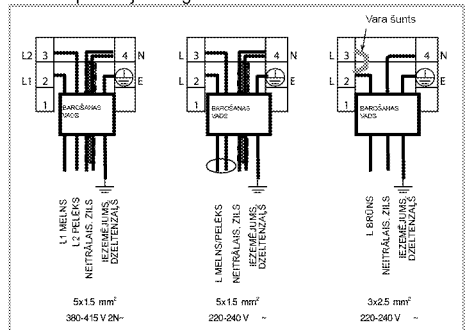 Vara šunts
L2 3 4 N
L1 2 E
1
BAROŠANAS
VADS
L1 MELNS
L2 PELĒKS
NEITRĀLAIS, ZILS
IEZEMĒJUMS,
DZELTENZAĻŠ
5x1.5 mm²
380-415 V 2N~
L 3 4 N
L 2 E
1
BAROŠANAS
VADS
L MELNS/PELĒKS
NEITRĀLAIS, ZILS
IEZEMĒJUMS,
DZELTENZAĻŠ
5x1.5 mm²
220-240 V ~
L 3 4 N
L 2 E
1
BAROŠANAS
VADS
L BRŪNS
NEITRĀLAIS, ZILS
IEZEMĒJUMS,
DZELTENZAĻŠ
3x2.5 mm²
220-240 V ~